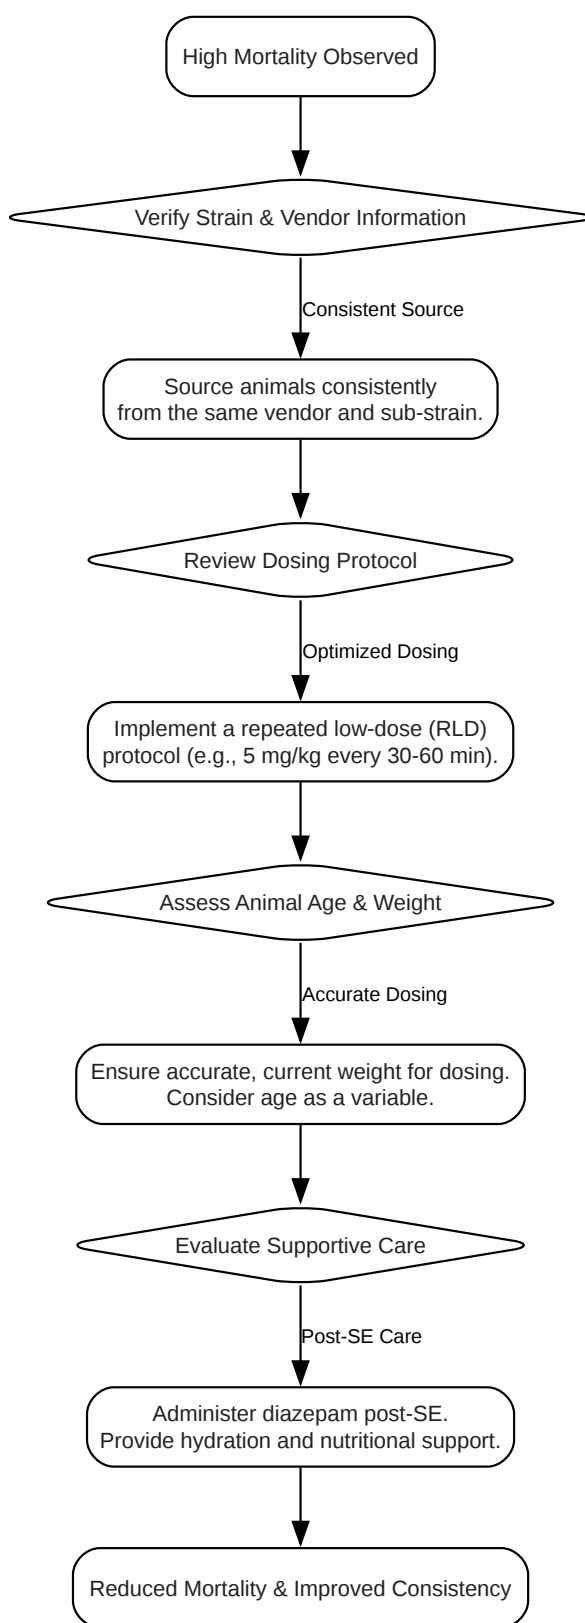 High Mortality Observed
Verify Strain & Vendor Information
Consistent Source
Source animals consistently
from the same vendor and sub-strain.
Review Dosing Protocol
Optimized Dosing
Implement a repeated low-dose (RLD)
protocol (e.g., 5 mg/kg every 30-60 min).
Assess Animal Age & Weight
Accurate Dosing
Ensure accurate, current weight for dosing.
Consider age as a variable.
Evaluate Supportive Care
Post-SE Care
Administer diazepam post-SE.
Provide hydration and nutritional support.
Reduced Mortality & Improved Consistency